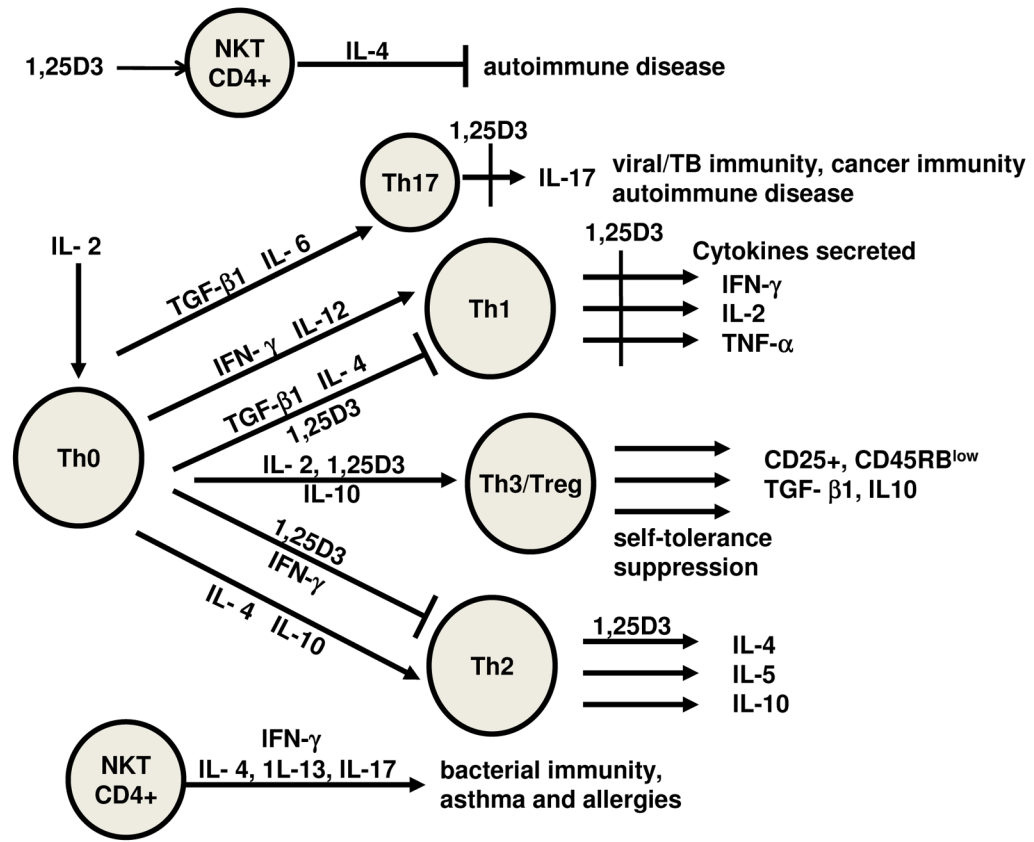 1,25D3
NKT
CD4+
IL-4
autoimmune disease
1,25D3
Th17
IL-17
viral/TB immunity, cancer immunity
autoimmune disease
IL- 2
TGF-β1 IL- 6
1,25D3
Cytokines secreted
IFN-γ
IL-2
TNF-α
Th1
IFN- γ IL-12
TGF-β1 IL- 4
1,25D3
Th0
IL- 2, 1,25D3
IL-10
Th3/Treg
CD25+, CD45RBlow
TGF- β1, IL10
self-tolerance
suppression
1,25D3
IFN-γ
IL- 4 IL-10
Th2
1,25D3
IL-4
IL-5
IL-10
NKT
CD4+
IFN-γ
IL- 4, 1L-13, IL-17
bacterial immunity,
asthma and allergies